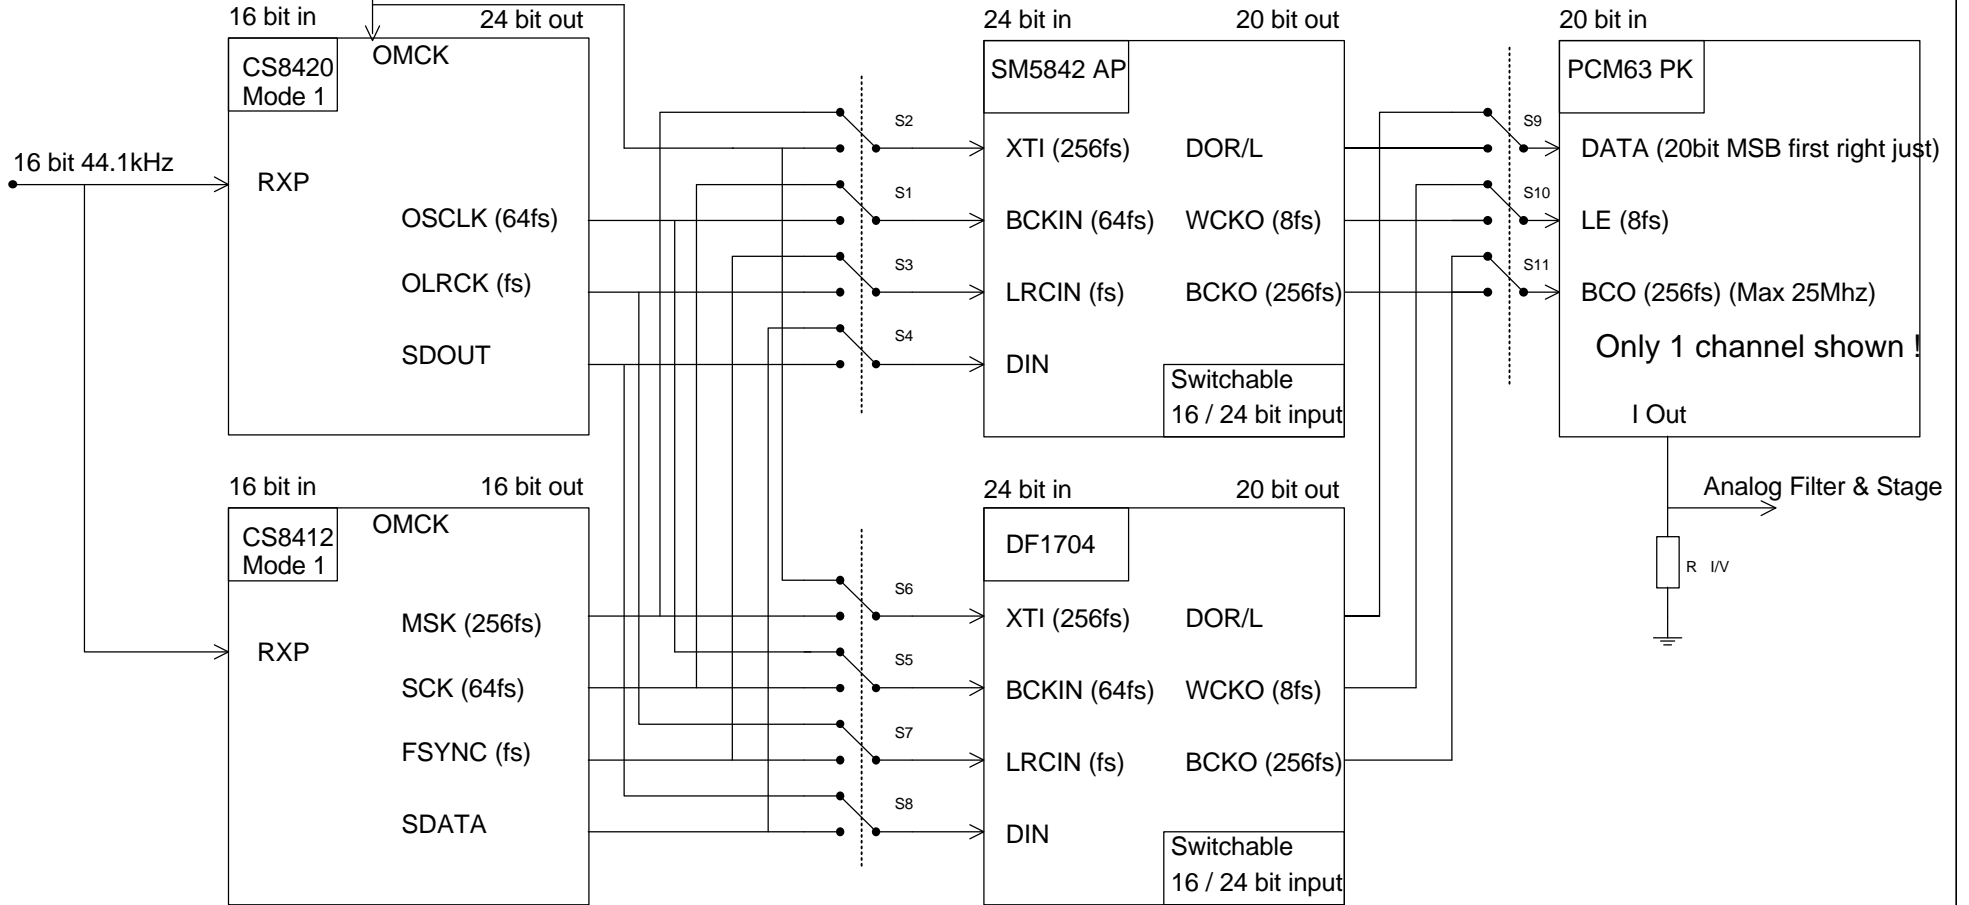 16 bit in
24 bit out
OMCK
CS8420
Mode 1
16 bit 44.1kHz
RXP
OSCLK (64fs)
OLRCK (fs)
SDOUT
S2
S1
S3
S4
24 bit in
20 bit out
SM5842 AP
XTI (256fs)
DOR/L
BCKIN (64fs)
WCKO (8fs)
LRCIN (fs)
BCKO (256fs)
DIN
Switchable
16 / 24 bit input
S9
S10
S11
20 bit in
PCM63 PK
DATA (20bit MSB first right just)
LE (8fs)
BCO (256fs) (Max 25Mhz)
Only 1 channel shown !
I Out
Analog Filter & Stage
R I/V
16 bit in
16 bit out
OMCK
CS8412
Mode 1
RXP
MSK (256fs)
SCK (64fs)
FSYNC (fs)
SDATA
S6
S5
S7
S8
24 bit in
20 bit out
DF1704
XTI (256fs)
DOR/L
BCKIN (64fs)
WCKO (8fs)
LRCIN (fs)
BCKO (256fs)
DIN
Switchable
16 / 24 bit input